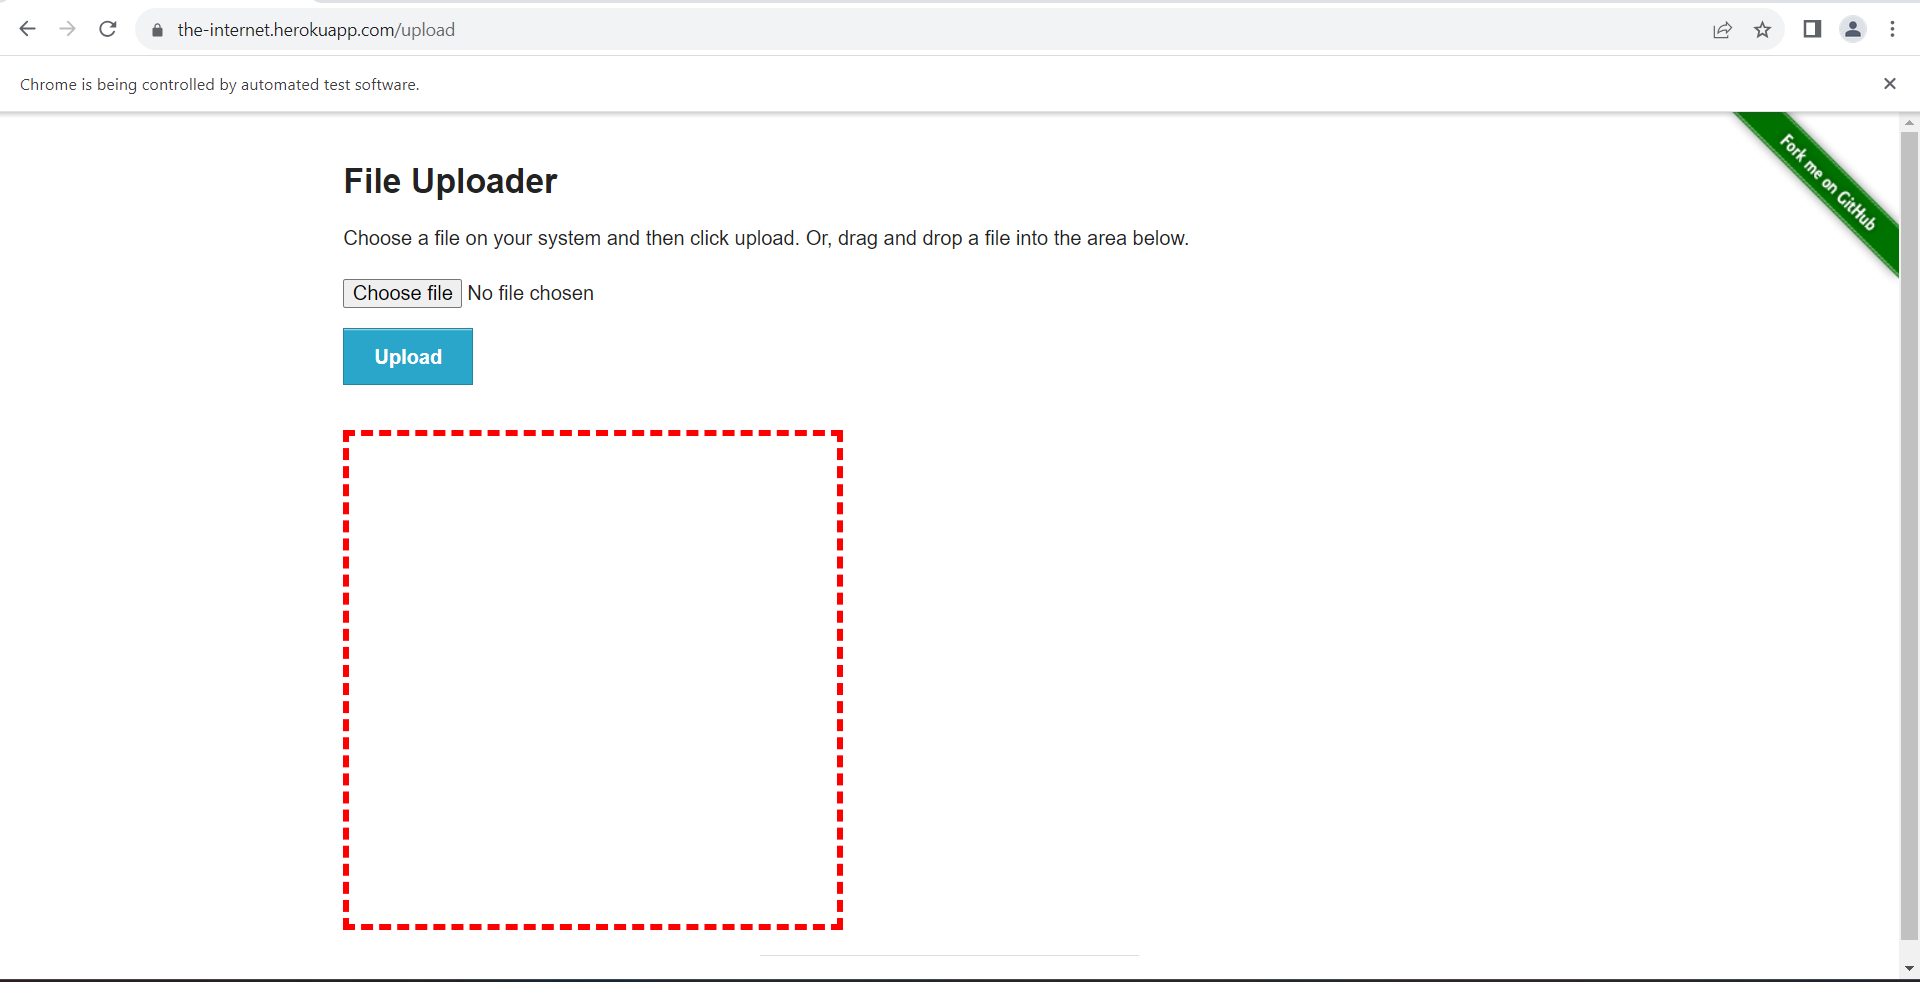 the-internet.herokuapp.com/upload
Chrome is being controlled by automated test software.
Fork me on GitHub
File Uploader
Choose a file on your system and then click upload. Or, drag and drop a file into the area below.
Choose file No file chosen
Upload